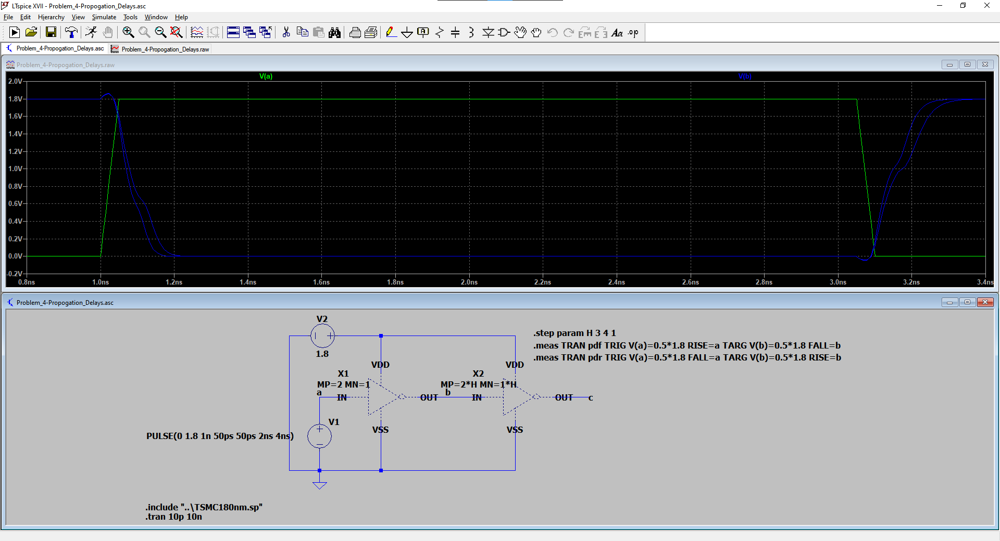 LTspice XVII - Problem_4-Propogation_Delays.asc
File Edit Hierarchy View Simulate Tools Window Help
Problem_4-Propogation_Delays.asc Problem_4-Propogation_Delays.raw
Problem_4-Propogation_Delays.raw
V(a) V(b)
2.0V
1.8V
1.6V
1.4V
1.2V
1.0V
0.8V
0.6V
0.4V
0.2V
0.0V
-0.2V
0.8ns 1.0ns 1.2ns 1.4ns 1.6ns 1.8ns 2.0ns 2.2ns 2.4ns 2.6ns 2.8ns 3.0ns 3.2ns 3.4ns
Problem_4-Propogation_Delays.asc
V2
1.8
.step param H 3 4 1
.meas TRAN pdf TRIG V(a)=0.5*1.8 RISE=a TARG V(b)=0.5*1.8 FALL=b
.meas TRAN pdr TRIG V(a)=0.5*1.8 FALL=a TARG V(b)=0.5*1.8 RISE=b
VDD VDD
X1 X2
MP=2 MN=1 MP=2*H MN=1*H
a b
IN OUT IN OUT c
V1
VSS VSS
PULSE(0 1.8 1n 50ps 50ps 2ns 4ns)
.include "..\TSMC180nm.sp"
.tran 10p 10n